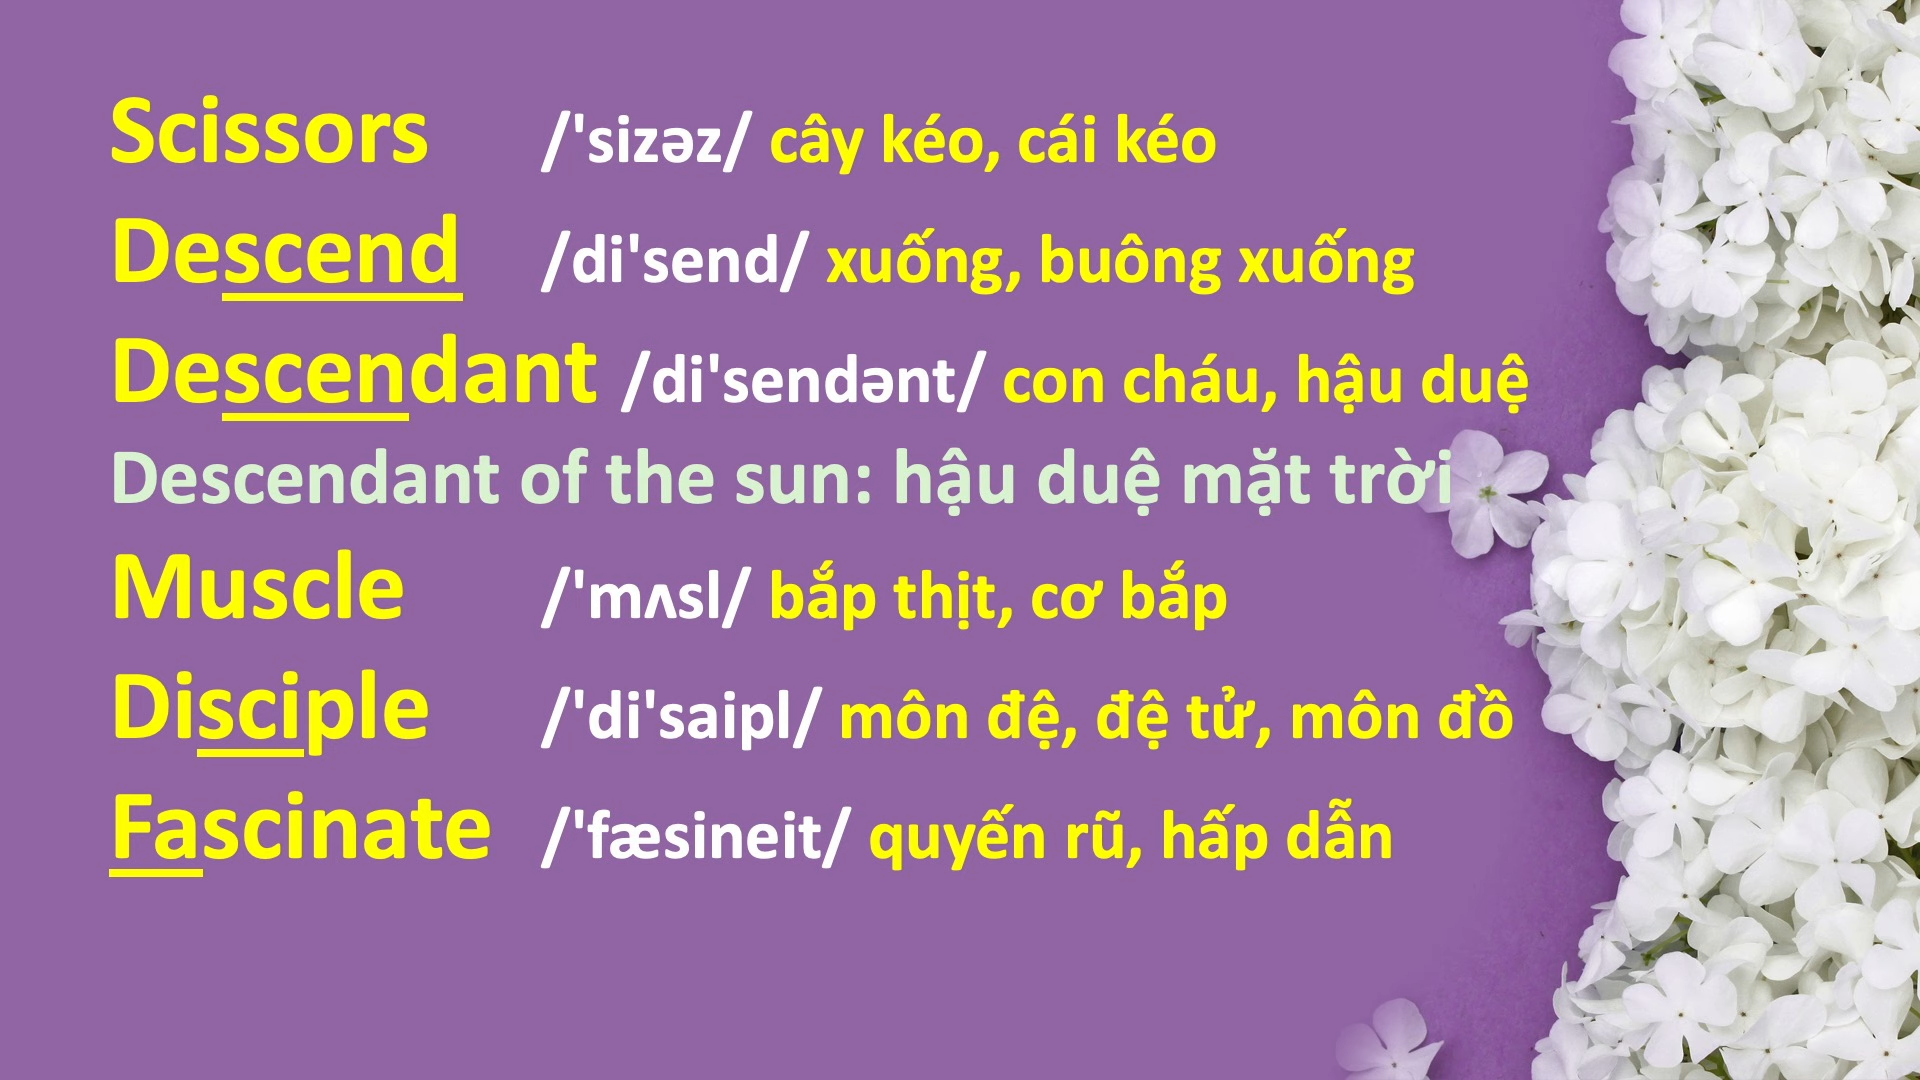 Scissors /'sizəz/ cây kéo, cái kéo
Descend /di'send/ xuống, buông xuống
Descendant /di'sendənt/ con cháu, hậu duệ
Descendant of the sun: hậu duệ mặt trời
Muscle /'mʌsl/ bắp thịt, cơ bắp
Disciple /'di'saipl/ môn đệ, đệ tử, môn đồ
Fascinate /'fæsineit/ quyến rũ, hấp dẫn